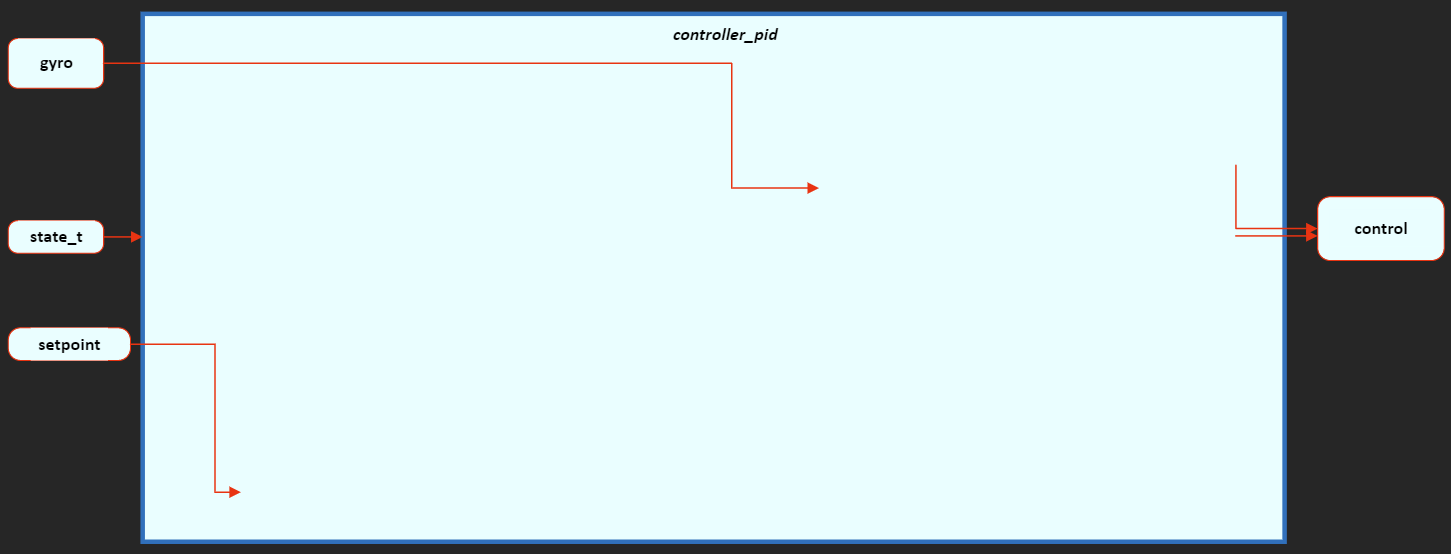 controller_pid
gyro
state_t
control
setpoint